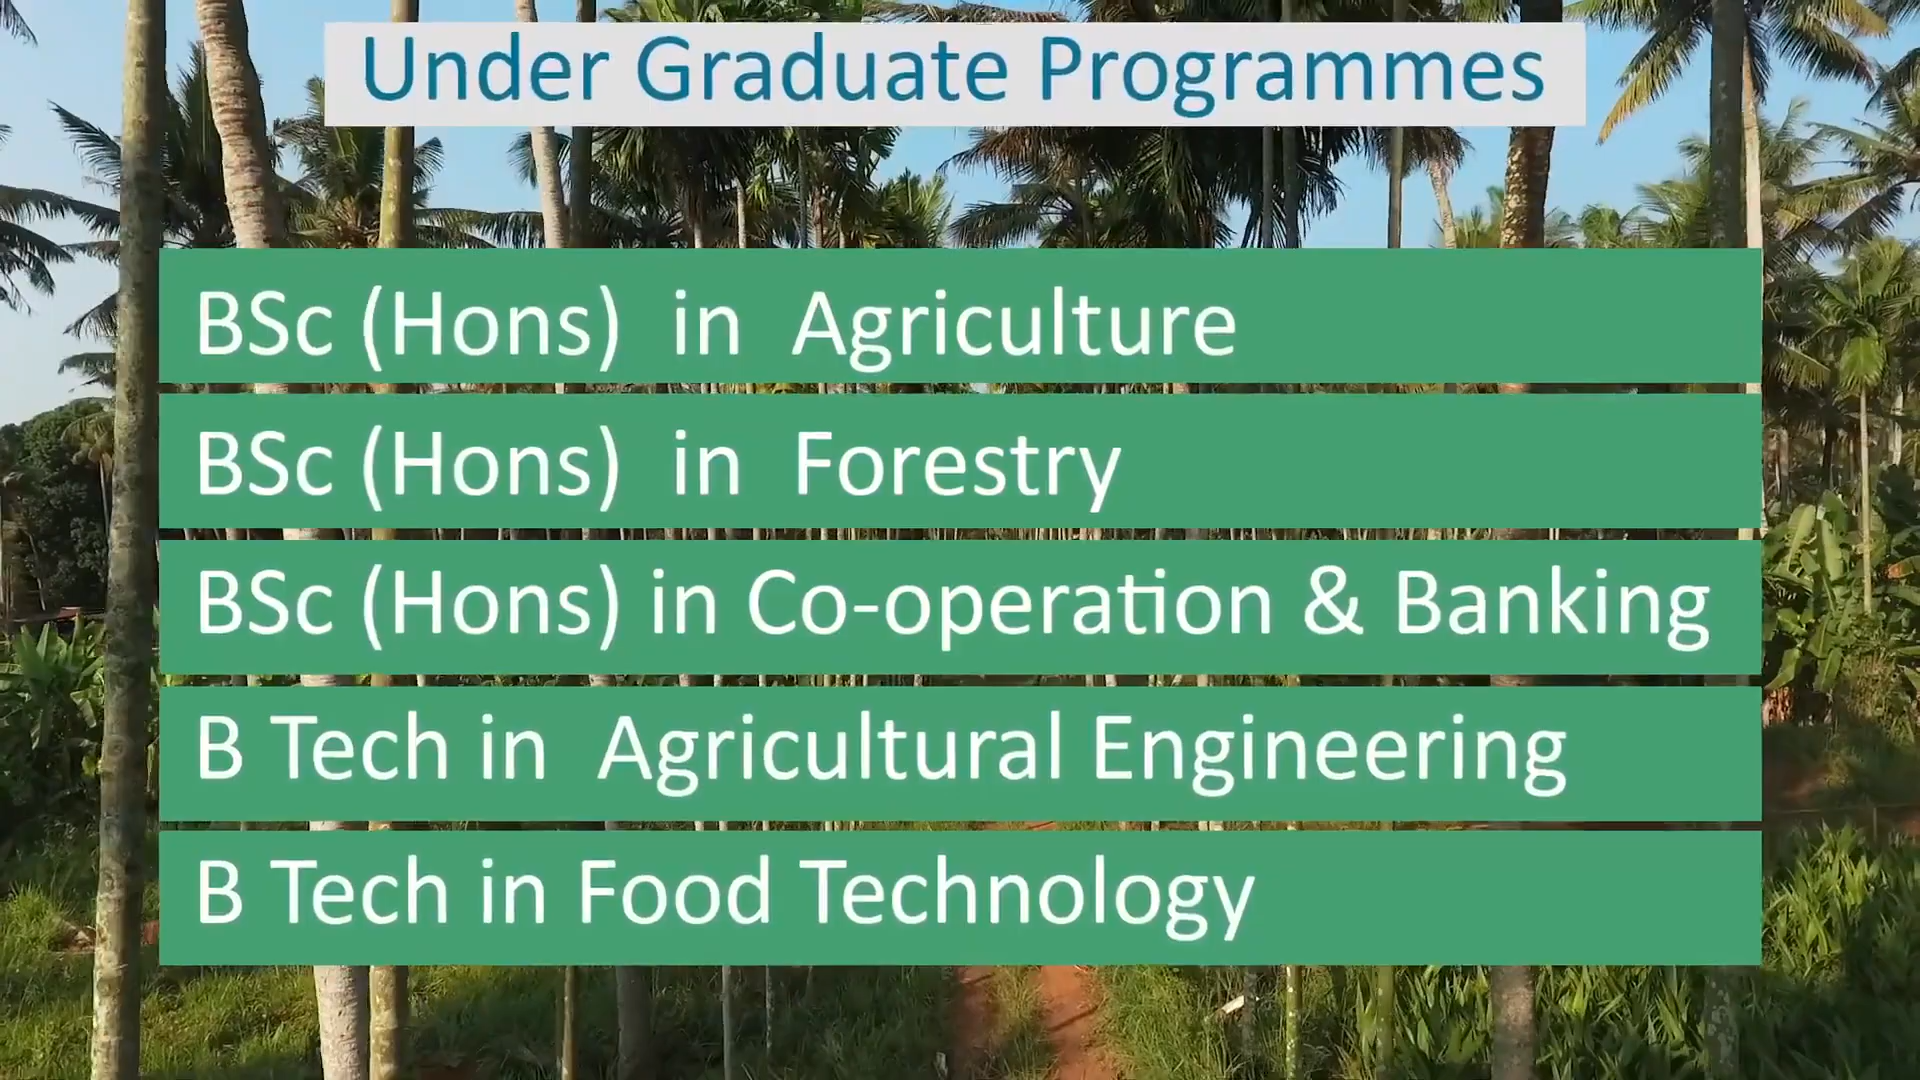 Under Graduate Programmes
BSc (Hons) in Agriculture
BSc (Hons) in Forestry
BSc (Hons) in Co-operation & Banking
B Tech in Agricultural Engineering
B Tech in Food Technology